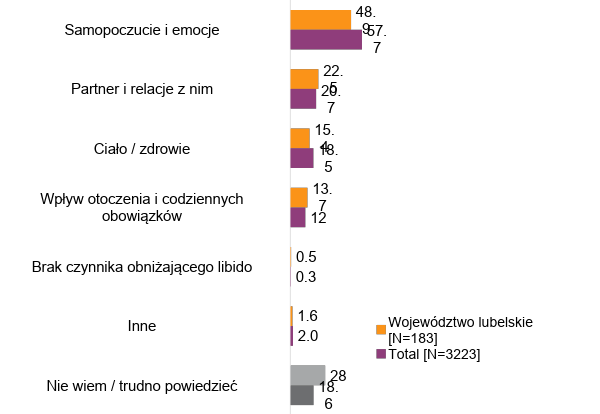 Samopoczucie i emocje
48.
9
57.
7
Partner i relacje z nim
22.
5
20.
7
Ciało / zdrowie
15.
4
18.
5
Wpływ otoczenia i codziennych
obowiązków
13.
7
12
Brak czynnika obniżającego libido
0.5
0.3
Inne
1.6
2.0
Województwo lubelskie
[N=183]
Total [N=3223]
Nie wiem / trudno powiedzieć
28
18.
6